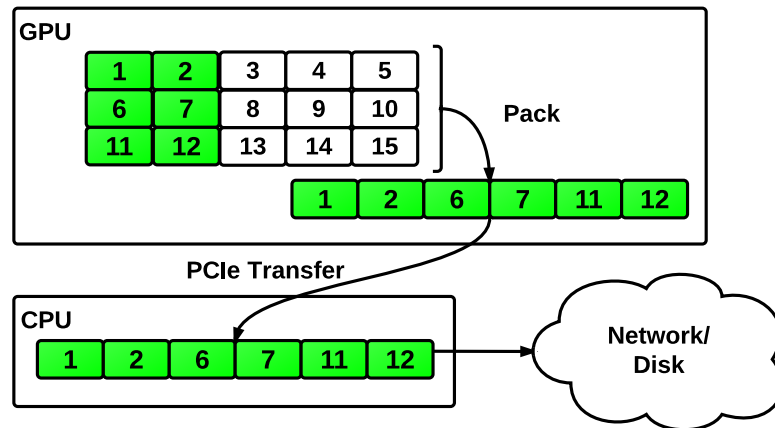 GPU
1 2 3 4 5
6 7 8 9 10
11 12 13 14 15
Pack
1 2 6 7 11 12
PCIe Transfer
CPU
1 2 6 7 11 12
Network/
Disk